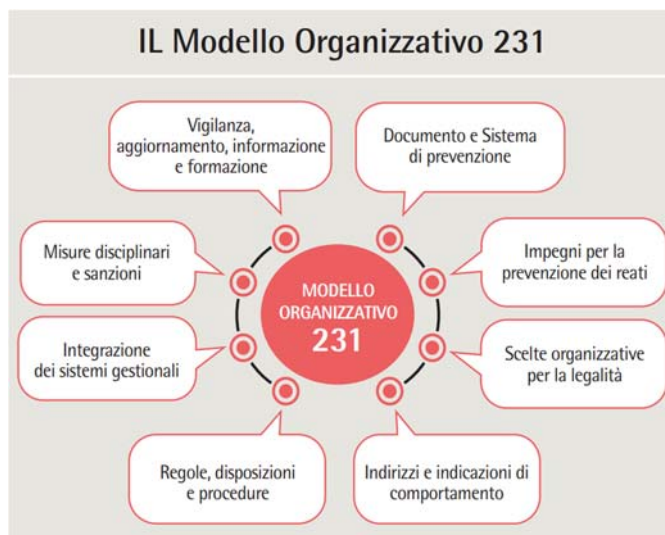 IL Modello Organizzativo 231
Vigilanza,
aggiornamento, informazione
e formazione
Documento e Sistema
di prevenzione
Misure disciplinari
e sanzioni
Impegni per la
prevenzione dei reati
MODELLO
ORGANIZZATIVO
231
Integrazione
dei sistemi gestionali
Scelte organizzative
per la legalità
Regole, disposizioni
e procedure
Indirizzi e indicazioni di
comportamento